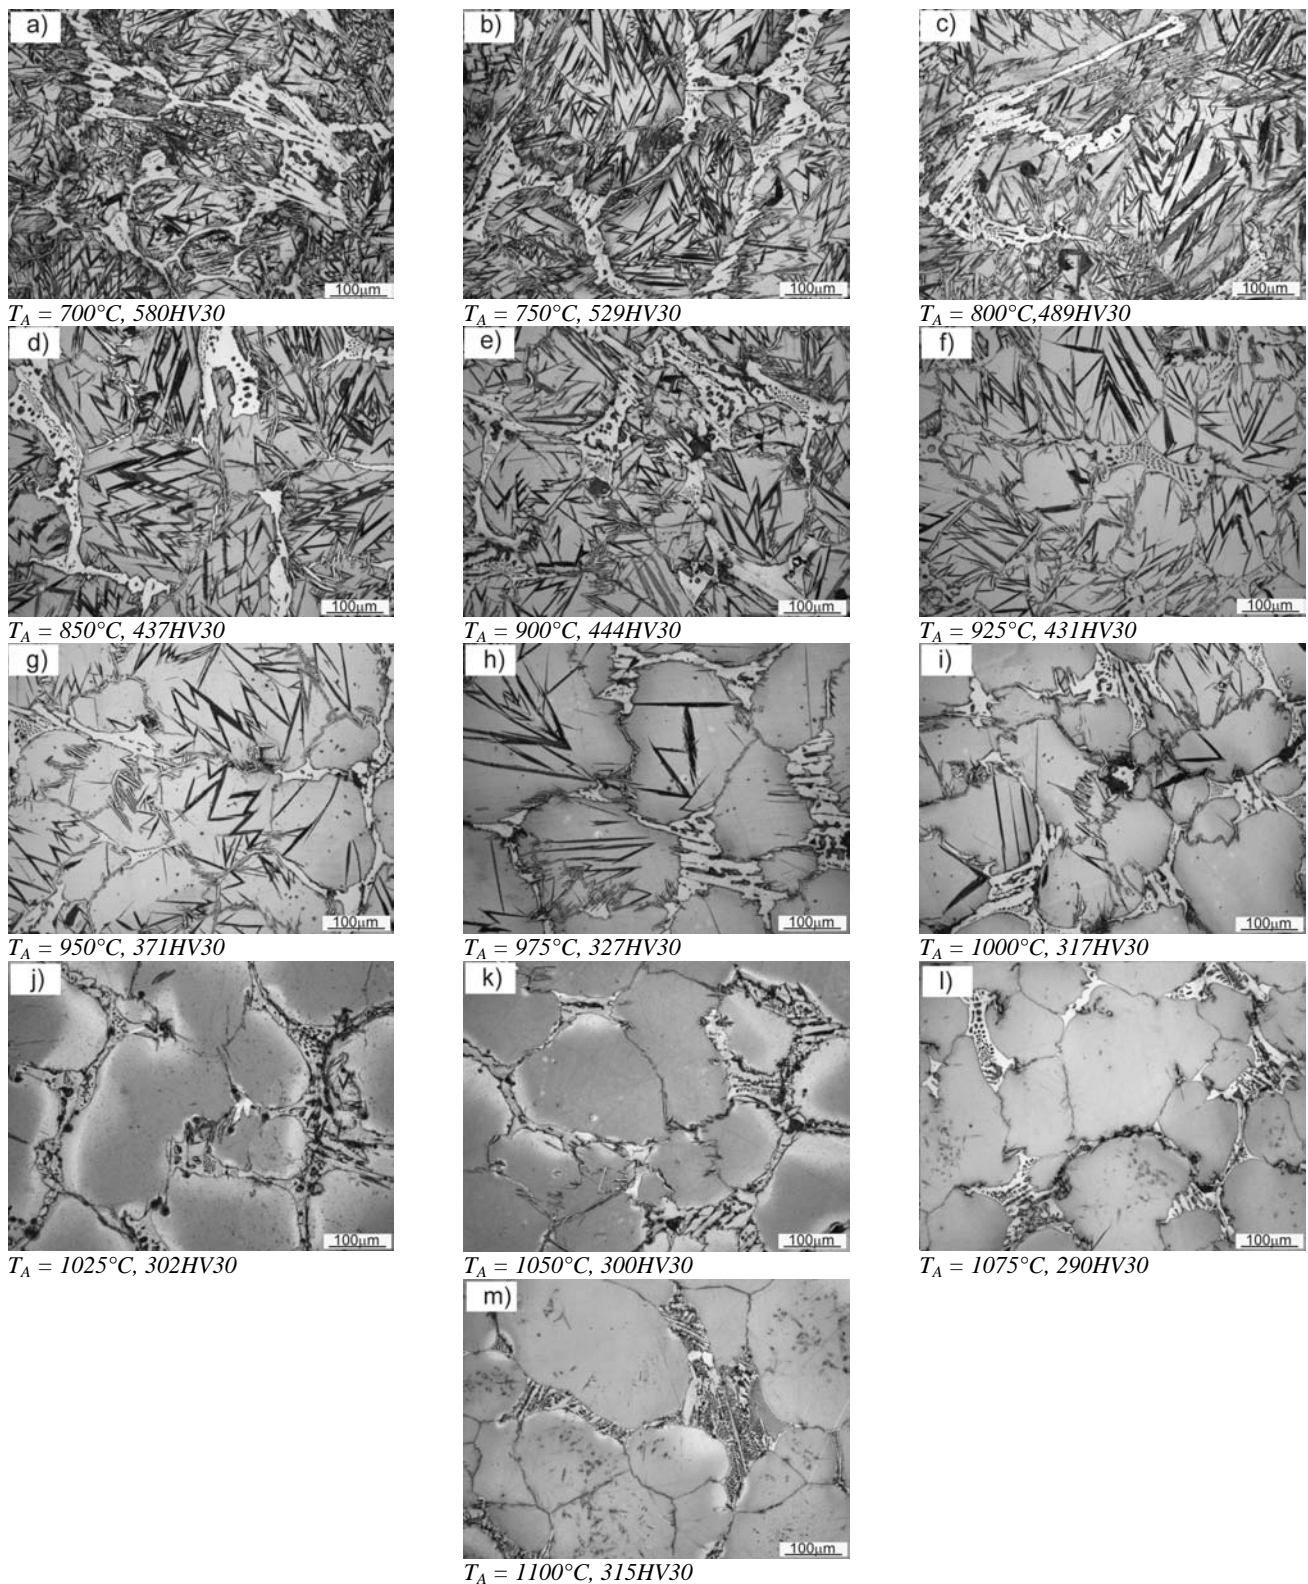 a) b) c)
100μm 100μm 100μm
T_A = 700°C, 580HV30 T_A = 750°C, 529HV30 T_A = 800°C,489HV30
d) e) f)
100μm 100μm 100μm
T_A = 850°C, 437HV30 T_A = 900°C, 444HV30 T_A = 925°C, 431HV30
g) h) i)
100μm 100μm 100μm
T_A = 950°C, 371HV30 T_A = 975°C, 327HV30 T_A = 1000°C, 317HV30
j) k) l)
100μm 100μm 100μm
T_A = 1025°C, 302HV30 T_A = 1050°C, 300HV30 T_A = 1075°C, 290HV30
m)
100μm
T_A = 1100°C, 315HV30